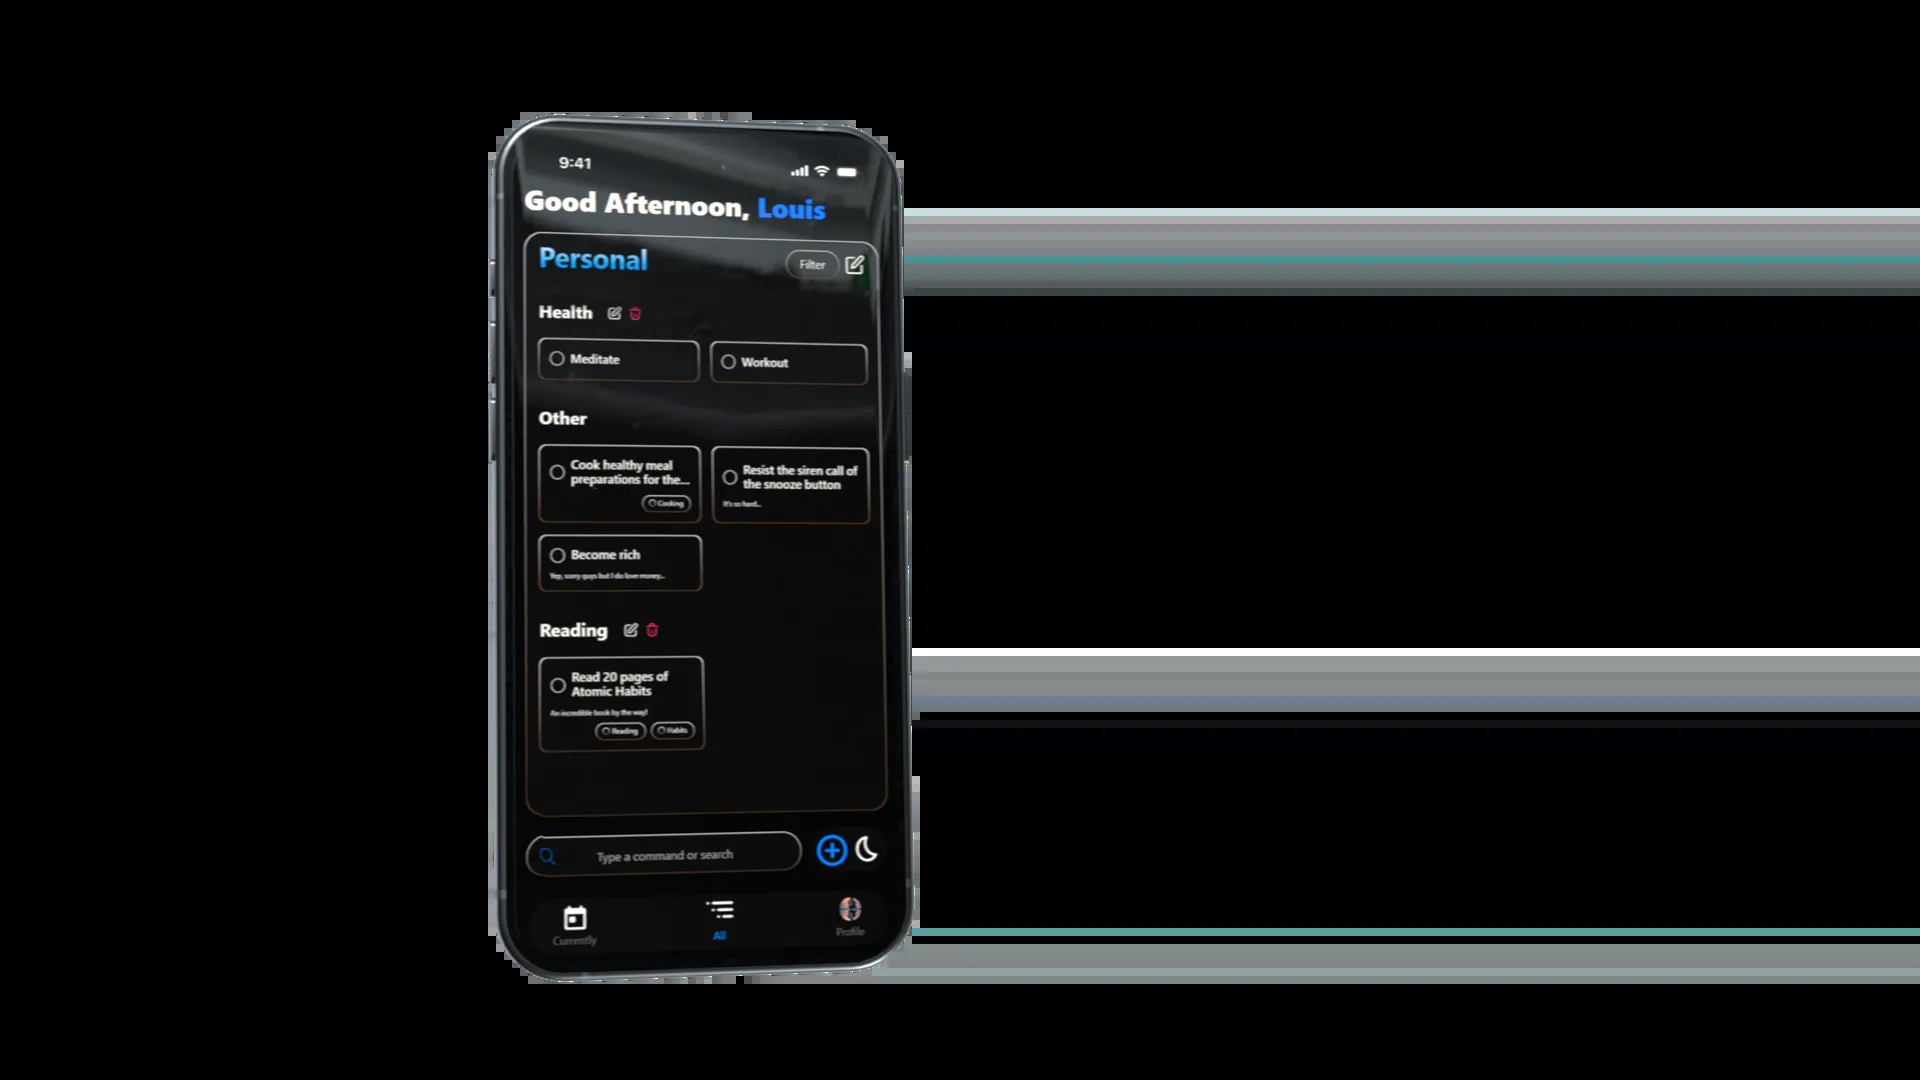 9:41
Good Afternoon, Louis
Personal
Filter
Health
Meditate
Workout
Other
Cook healthy meal
preparations for the...
Cooking
Resist the siren call of
the snooze button
It's so hard...
Become rich
Yep, sorry guys but I do love money...
Reading
Read 20 pages of
Atomic Habits
An incredible book by the way!
Reading
Habits
Type a command or search
Currently
All
Profile